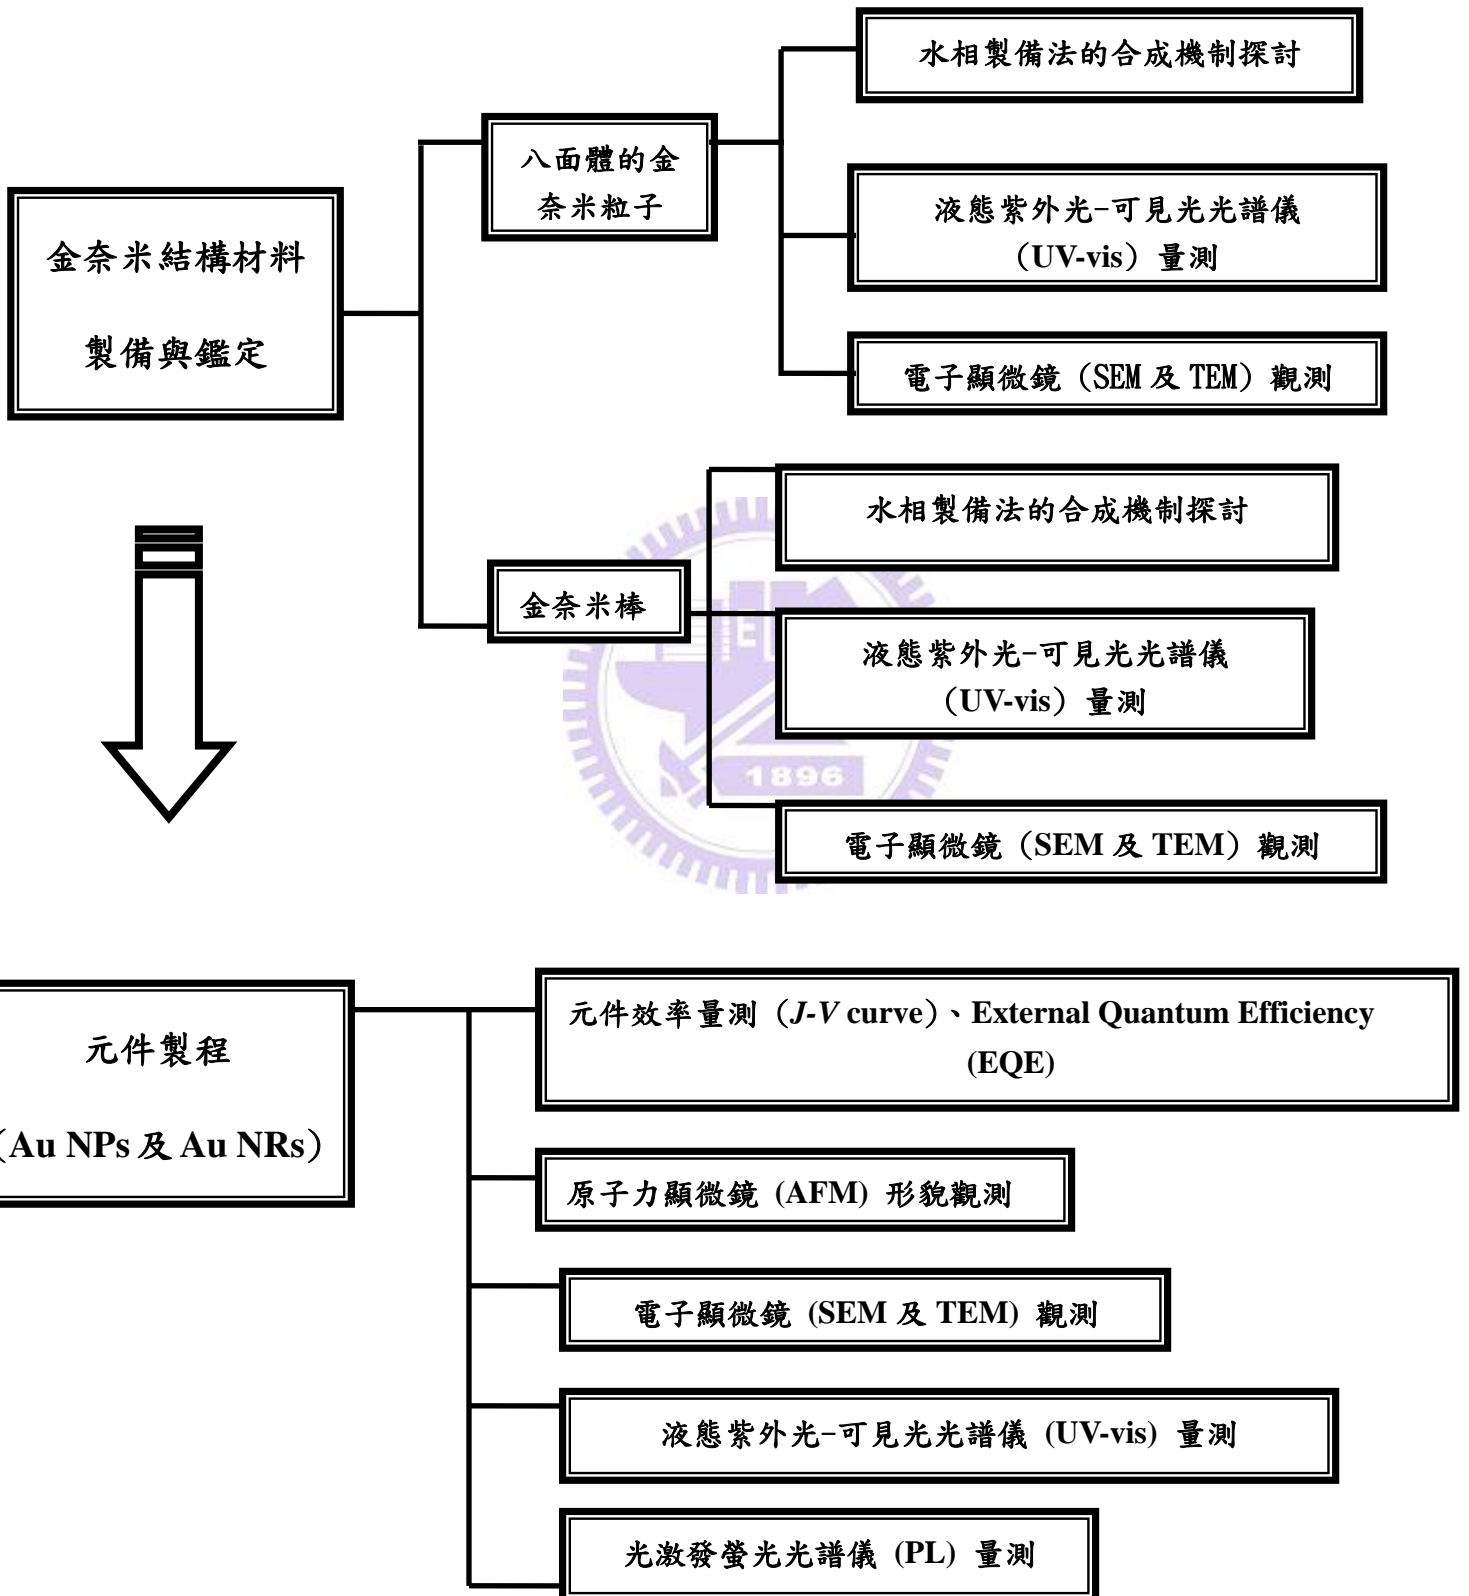 水相製備法的合成機制探討
八面體的金
奈米粒子
液態紫外光-可見光光譜儀
（UV-vis）量測
金奈米結構材料
製備與鑑定
電子顯微鏡（SEM 及 TEM）觀測
水相製備法的合成機制探討
金奈米棒
液態紫外光-可見光光譜儀
（UV-vis）量測
1896
電子顯微鏡（SEM 及 TEM）觀測
元件效率量測（J-V curve）、External Quantum Efficiency
(EQE)
元件製程
（Au NPs 及 Au NRs）
原子力顯微鏡 (AFM) 形貌觀測
電子顯微鏡 (SEM 及 TEM) 觀測
液態紫外光-可見光光譜儀 (UV-vis) 量測
光激發螢光光譜儀 (PL) 量測